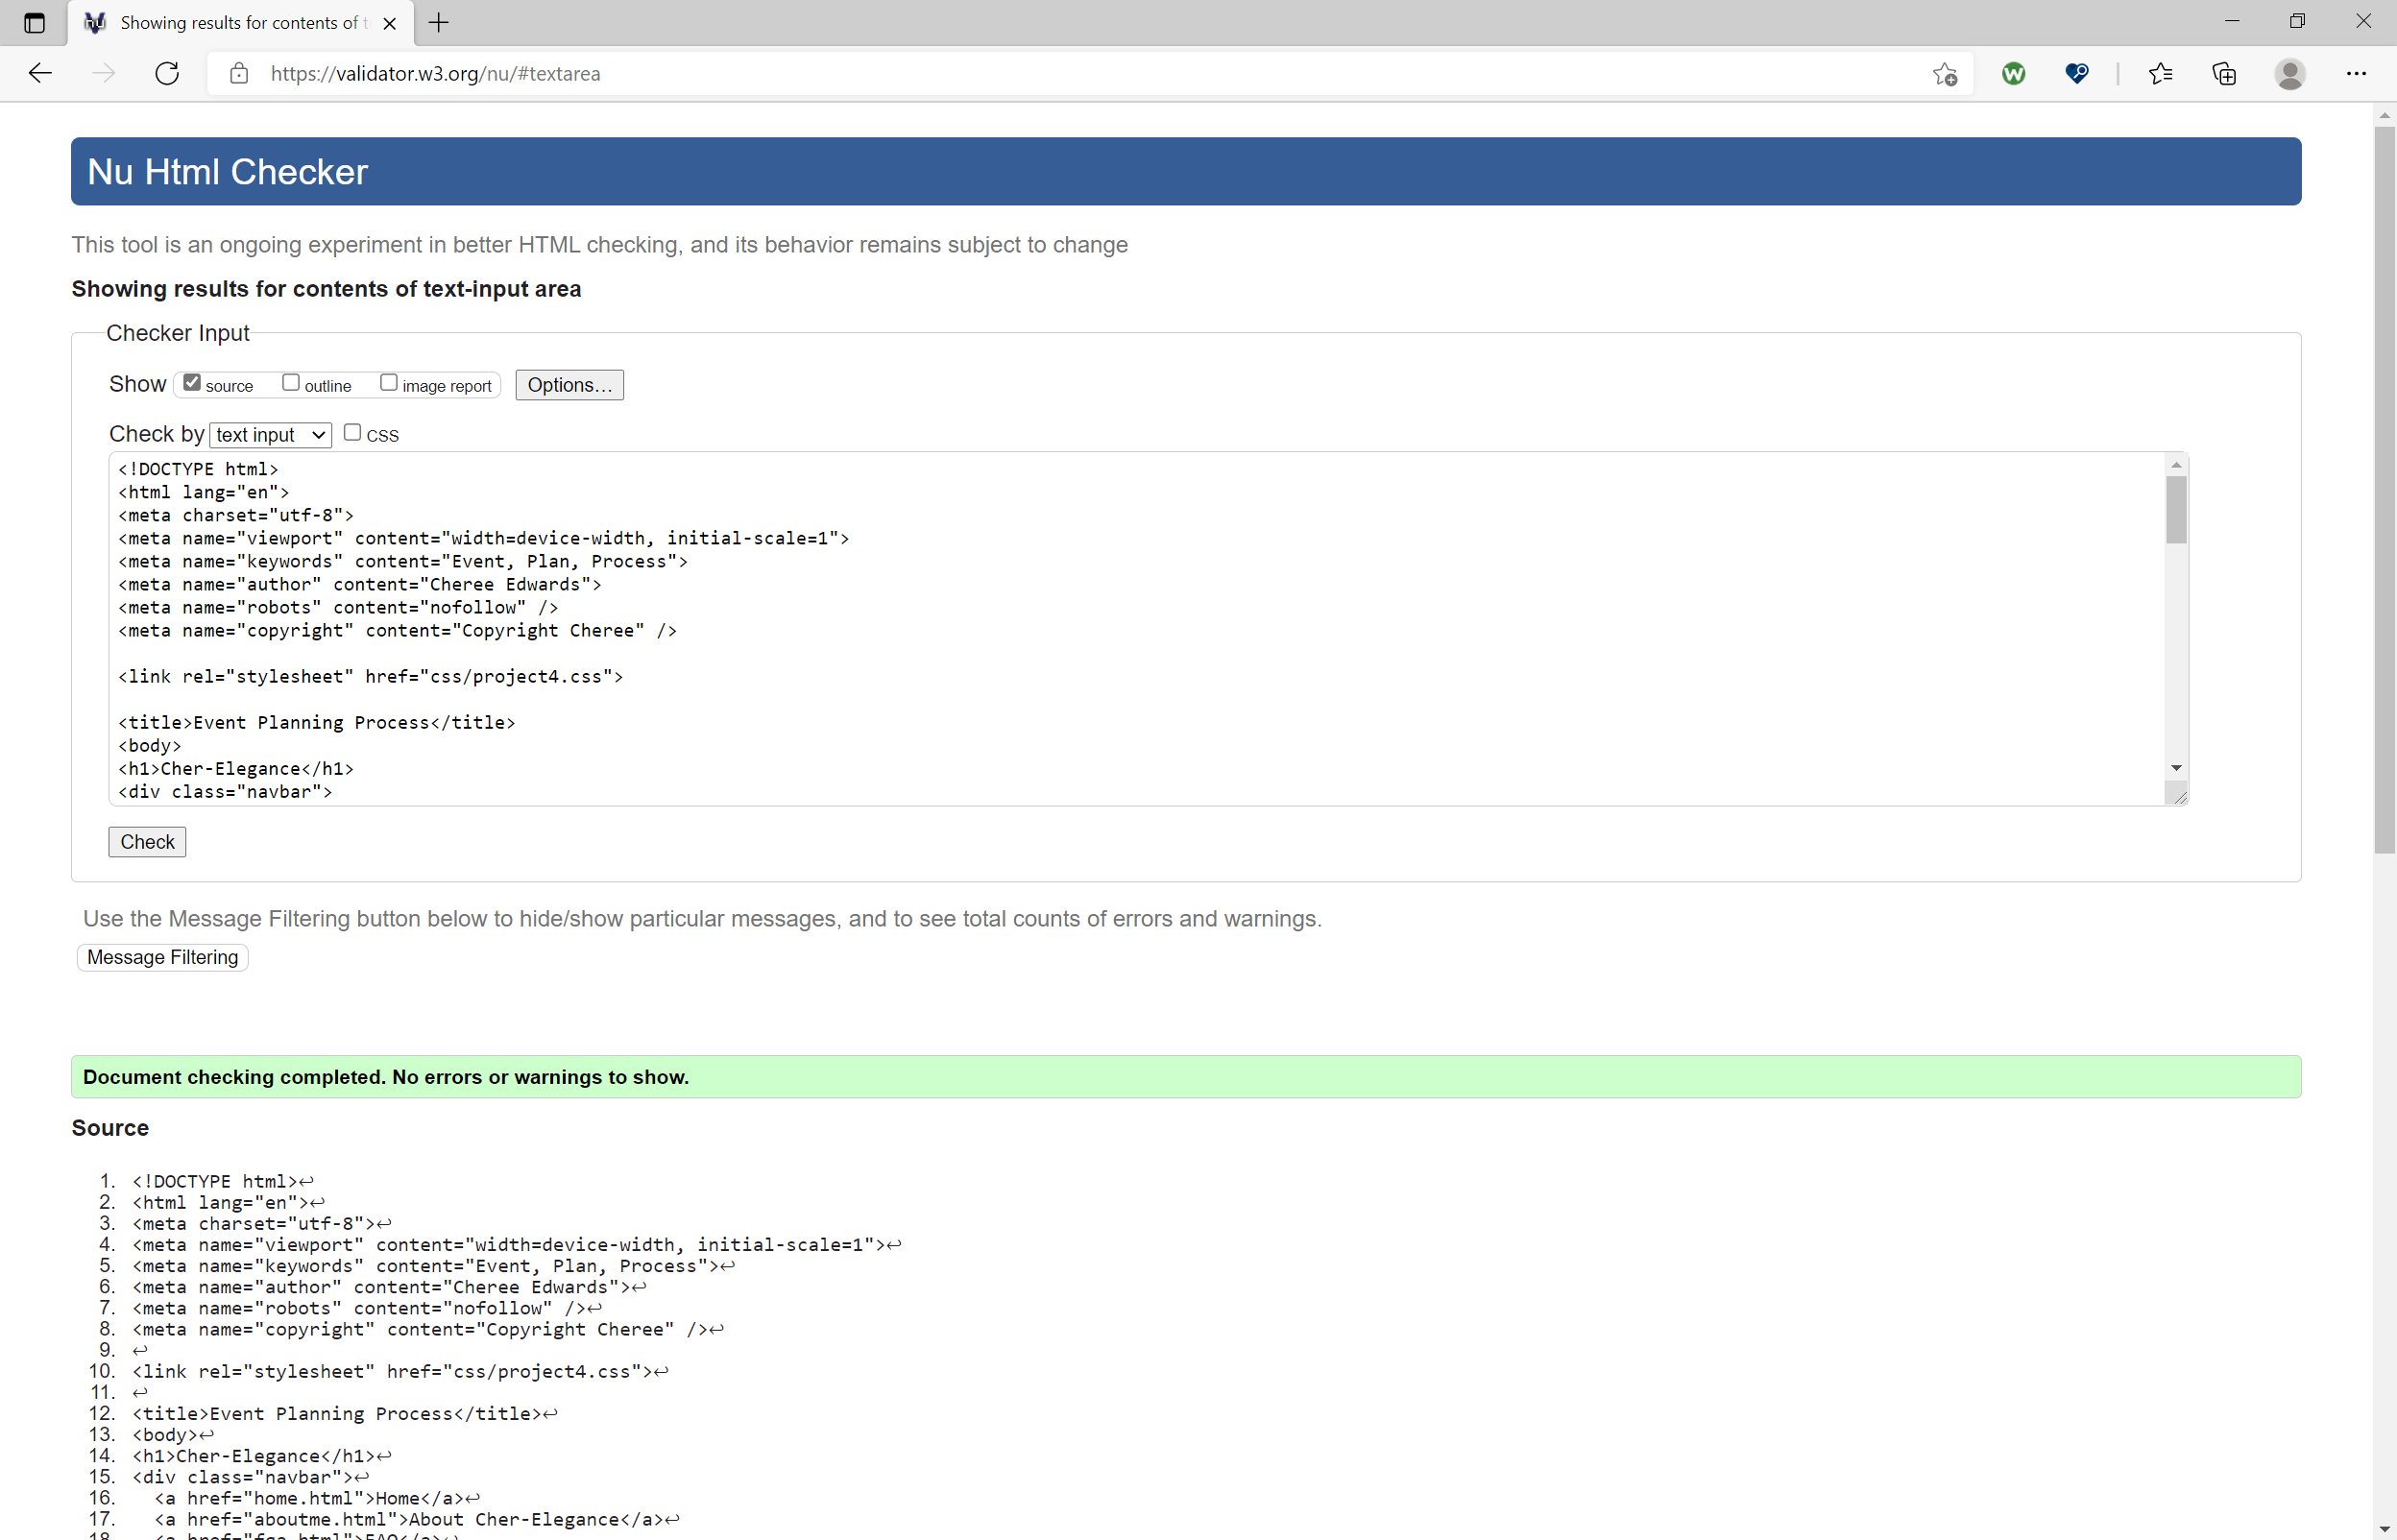 Showing results for contents of t
https://validator.w3.org/nu/#textarea
Nu Html Checker
This tool is an ongoing experiment in better HTML checking, and its behavior remains subject to change
Showing results for contents of text-input area
Checker Input
Show source outline image report Options...
Check by text input CSS
<!DOCTYPE html>
<html lang="en">
<meta charset="utf-8">
<meta name="viewport" content="width=device-width, initial-scale=1">
<meta name="keywords" content="Event, Plan, Process">
<meta name="author" content="Cheree Edwards">
<meta name="robots" content="nofollow" />
<meta name="copyright" content="Copyright Cheree" />
<link rel="stylesheet" href="css/project4.css">
<title>Event Planning Process</title>
<body>
<h1>Cher-Elegance</h1>
<div class="navbar">
Check
Use the Message Filtering button below to hide/show particular messages, and to see total counts of errors and warnings.
Message Filtering
Document checking completed. No errors or warnings to show.
Source
1. <!DOCTYPE html>↩
2. <html lang="en">↩
3. <meta charset="utf-8">↩
4. <meta name="viewport" content="width=device-width, initial-scale=1">↩
5. <meta name="keywords" content="Event, Plan, Process">↩
6. <meta name="author" content="Cheree Edwards">↩
7. <meta name="robots" content="nofollow" />↩
8. <meta name="copyright" content="Copyright Cheree" />↩
9. ↩
10. <link rel="stylesheet" href="css/project4.css">↩
11. ↩
12. <title>Event Planning Process</title>↩
13. <body>↩
14. <h1>Cher-Elegance</h1>↩
15. <div class="navbar">↩
16. <a href="home.html">Home</a>↩
17. <a href="aboutme.html">About Cher-Elegance</a>↩